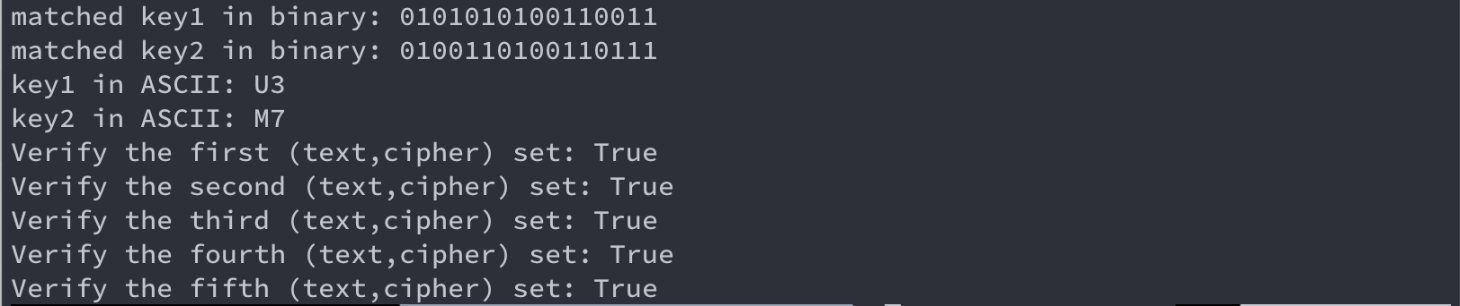 matched key1 in binary: 0101010100110011
matched key2 in binary: 0100110100110111
key1 in ASCII: U3
key2 in ASCII: M7
Verify the first (text,cipher) set: True
Verify the second (text,cipher) set: True
Verify the third (text,cipher) set: True
Verify the fourth (text,cipher) set: True
Verify the fifth (text,cipher) set: True